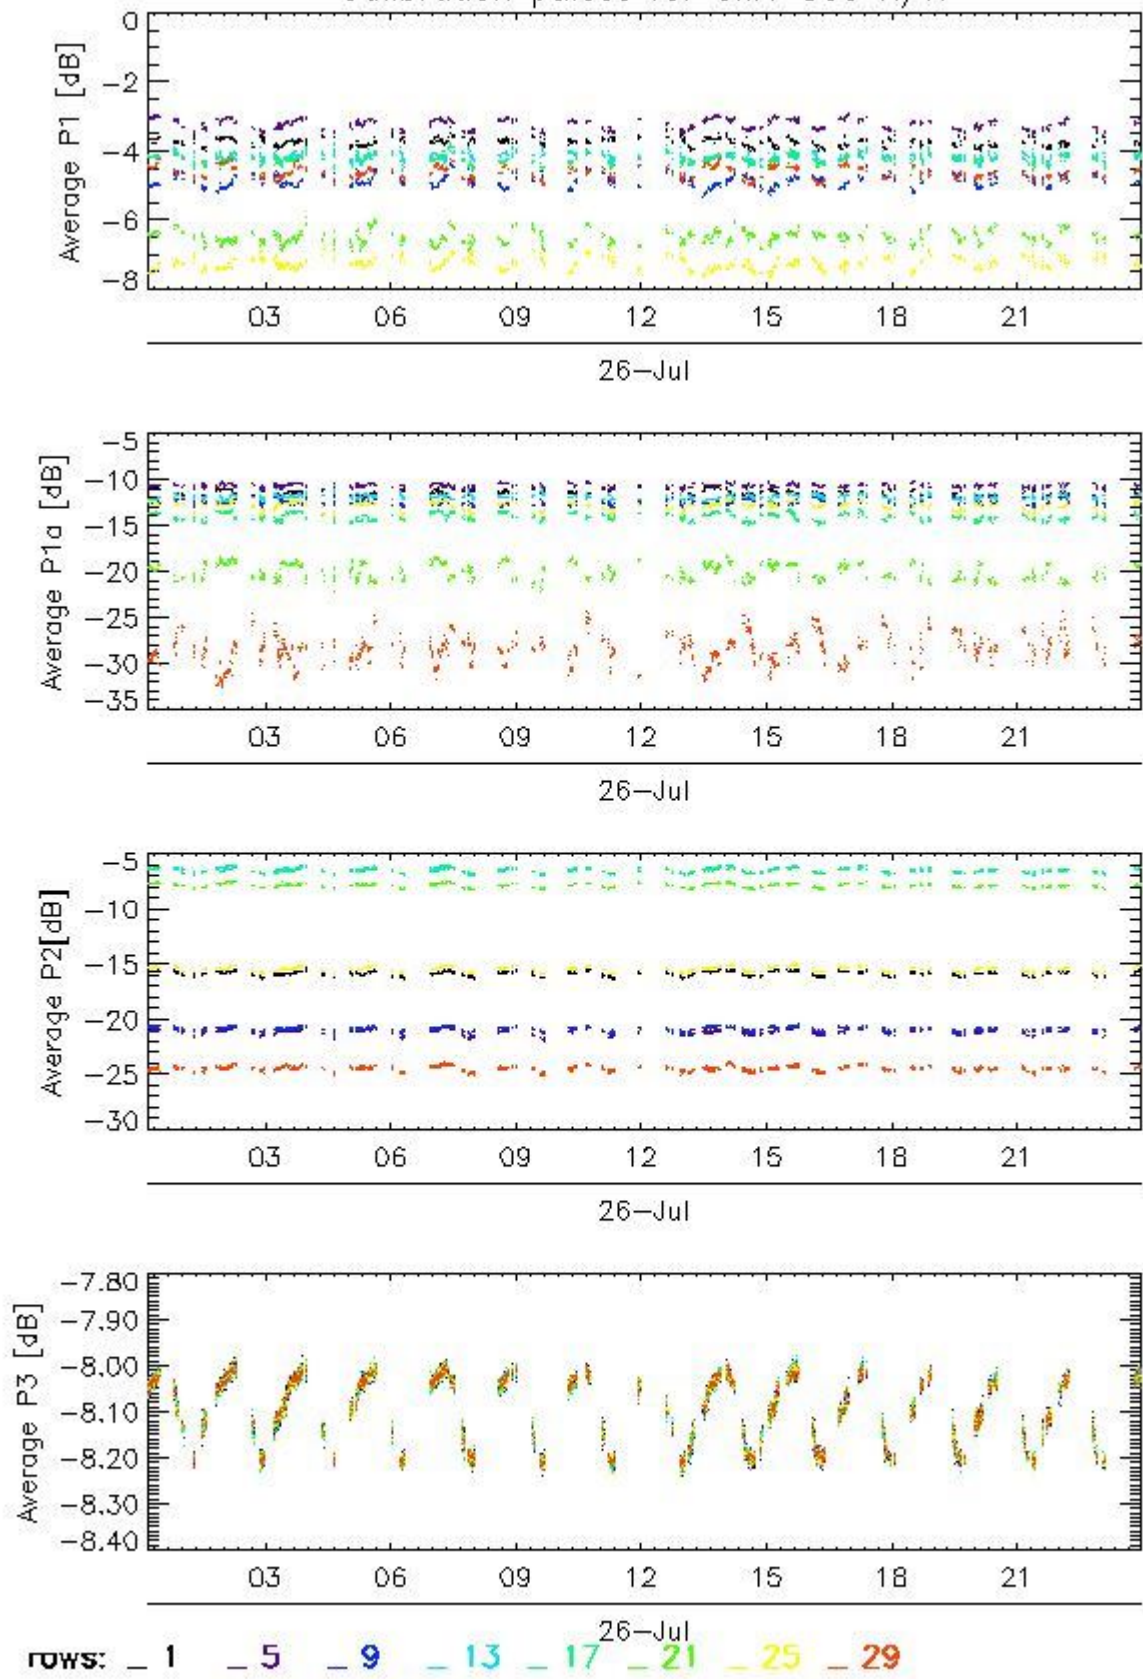 Average P1 [dB]
0
-2
-4
-6
-8
03 06 09 12 15 18 21
26-Jul
Average P1a [dB]
-5
-10
-15
-20
-25
-30
-35
03 06 09 12 15 18 21
26-Jul
Average P2[dB]
-5
-10
-15
-20
-25
-30
03 06 09 12 15 18 21
26-Jul
Average P3 [dB]
-7.80
-7.90
-8.00
-8.10
-8.20
-8.30
-8.40
03 06 09 12 15 18 21
26-Jul
rows: _ 1 _ 5 _ 9 _ 13 _ 17 _ 21 _ 25 _ 29